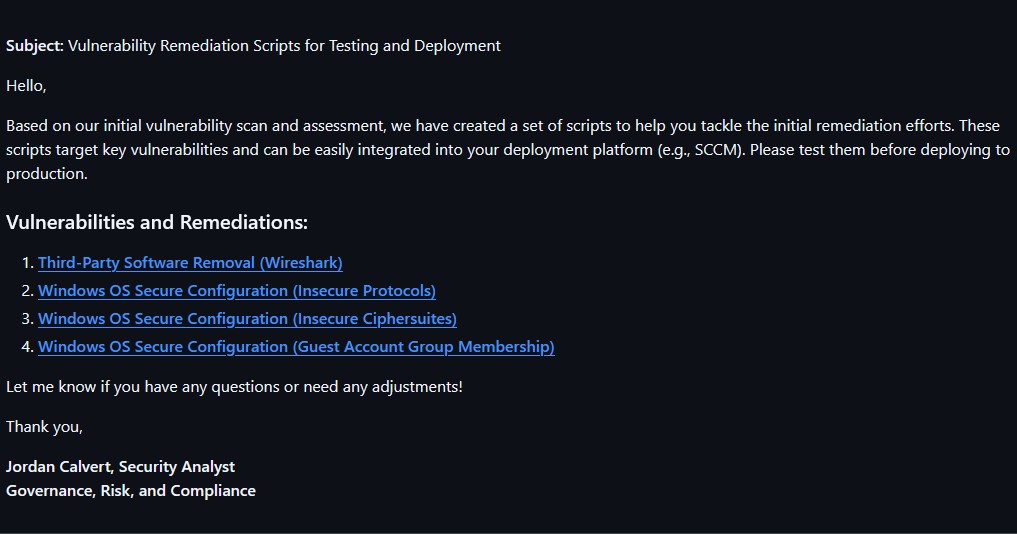 Subject: Vulnerability Remediation Scripts for Testing and Deployment
Hello,
Based on our initial vulnerability scan and assessment, we have created a set of scripts to help you tackle the initial remediation efforts. These
scripts target key vulnerabilities and can be easily integrated into your deployment platform (e.g., SCCM). Please test them before deploying to
production.
Vulnerabilities and Remediations:
1. Third-Party Software Removal (Wireshark)
2. Windows OS Secure Configuration (Insecure Protocols)
3. Windows OS Secure Configuration (Insecure Ciphersuites)
4. Windows OS Secure Configuration (Guest Account Group Membership)
Let me know if you have any questions or need any adjustments!
Thank you,
Jordan Calvert, Security Analyst
Governance, Risk, and Compliance